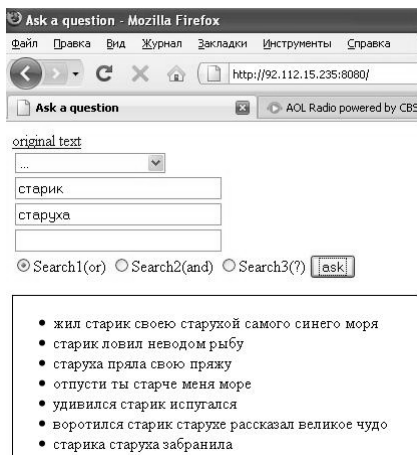 Ask a question - Mozilla Firefox
Файл Правка Вид Журнал Закладки Инструменты Справка
http://92.112.15.235:8080/
Ask a question AOL Radio powered by CBS
original text
...
старик
старуха
Search1(or) Search2(and) Search3(?) ask
жил старик своею старухой самого синего моря
старик ловил неводом рыбу
старуха пряла свою пряжу
отпусти ты старче меня море
удивился старик испугался
воротился старик старухе рассказал великое чудо
старика старуха забранила